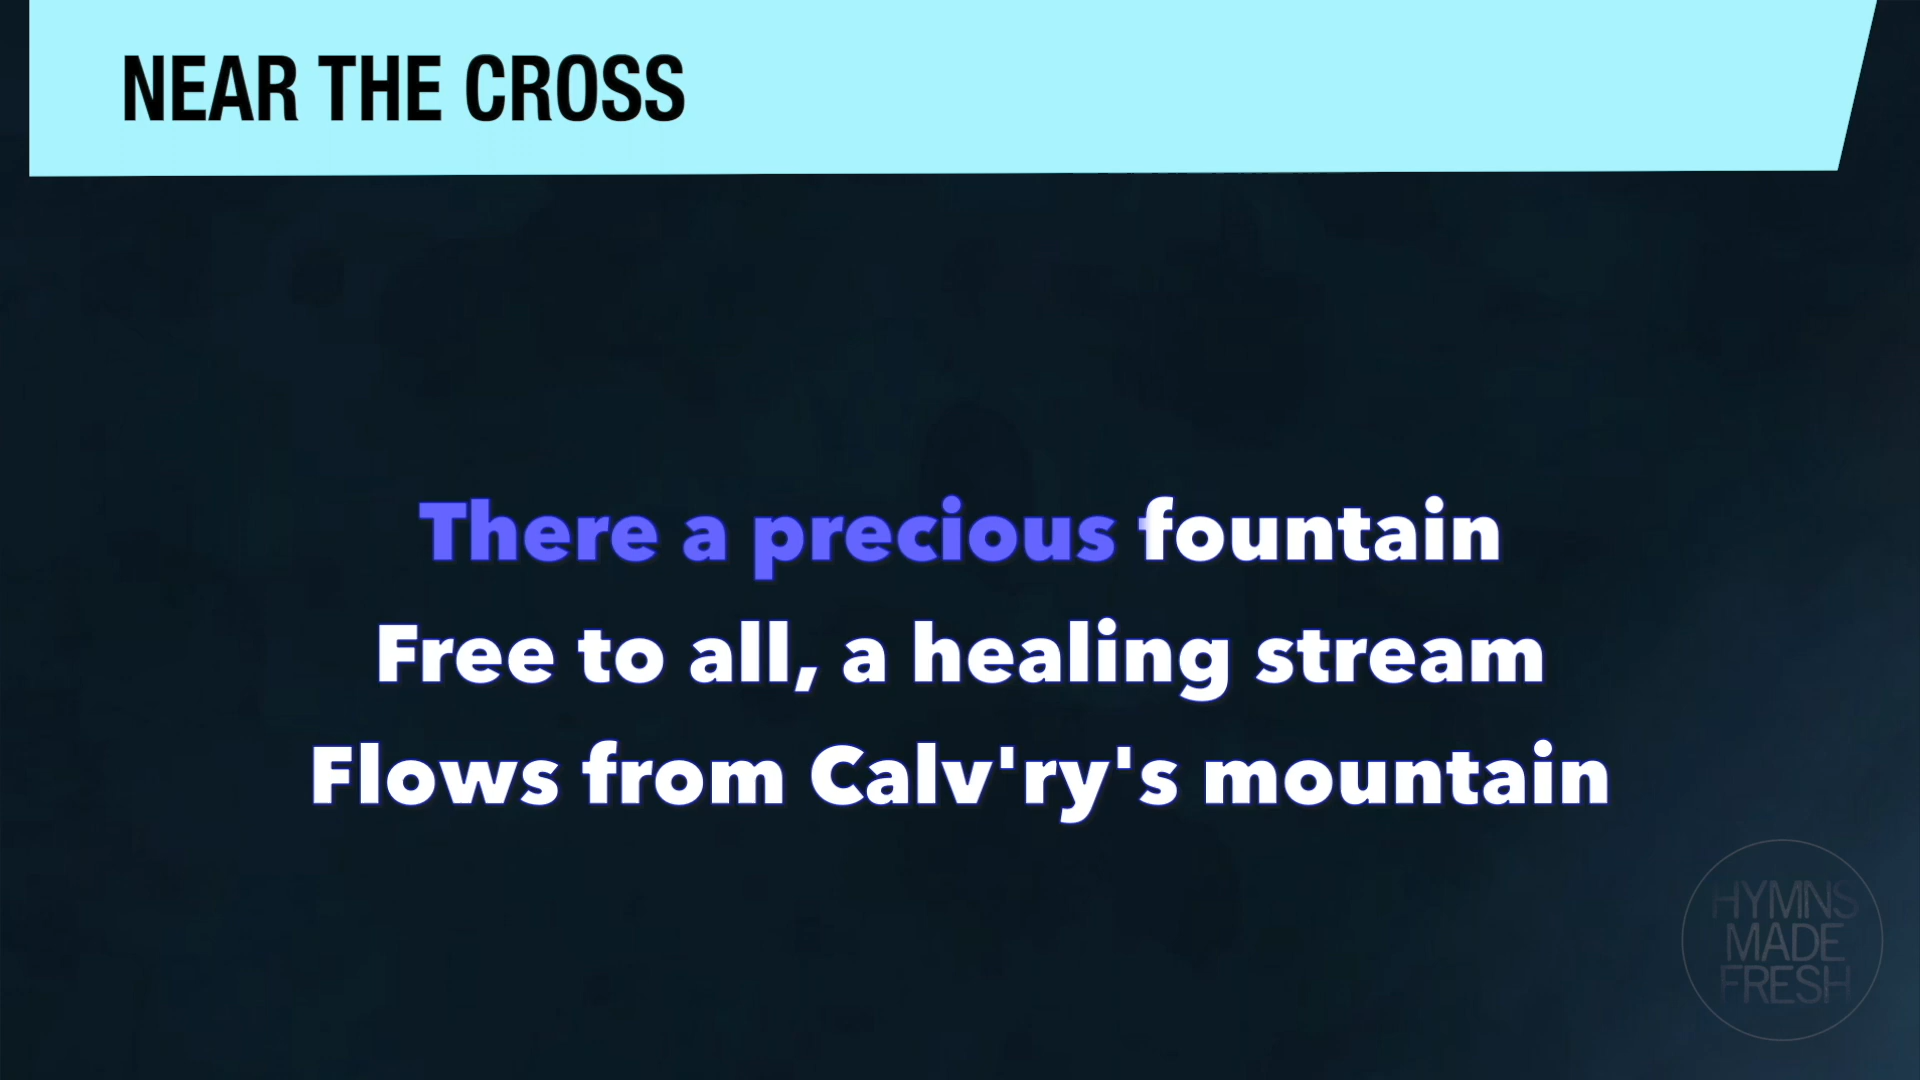 NEAR THE CROSS
There a precious fountain
Free to all, a healing stream
Flows from Calv'ry's mountain
HYMNS
MADE
FRESH